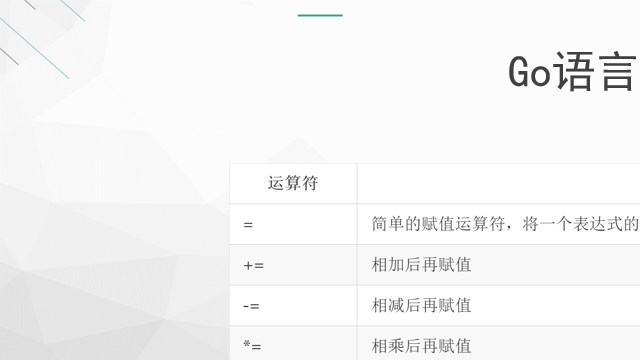 Go语言
运算符
= 简单的赋值运算符，将一个表达式的
+= 相加后再赋值
-= 相减后再赋值
*= 相乘后再赋值